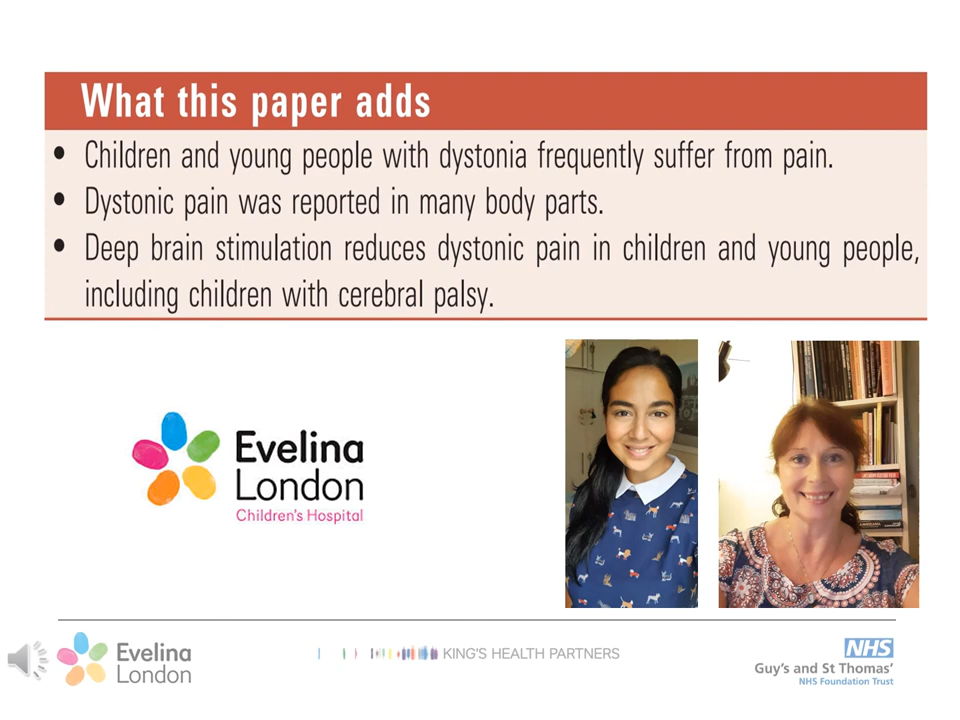 What this paper adds
• Children and young people with dystonia frequently suffer from pain.
• Dystonic pain was reported in many body parts.
• Deep brain stimulation reduces dystonic pain in children and young people,
including children with cerebral palsy.
Evelina
London
Children's Hospital
Evelina
London
KING'S HEALTH PARTNERS
NHS
Guy's and St Thomas'
NHS Foundation Trust